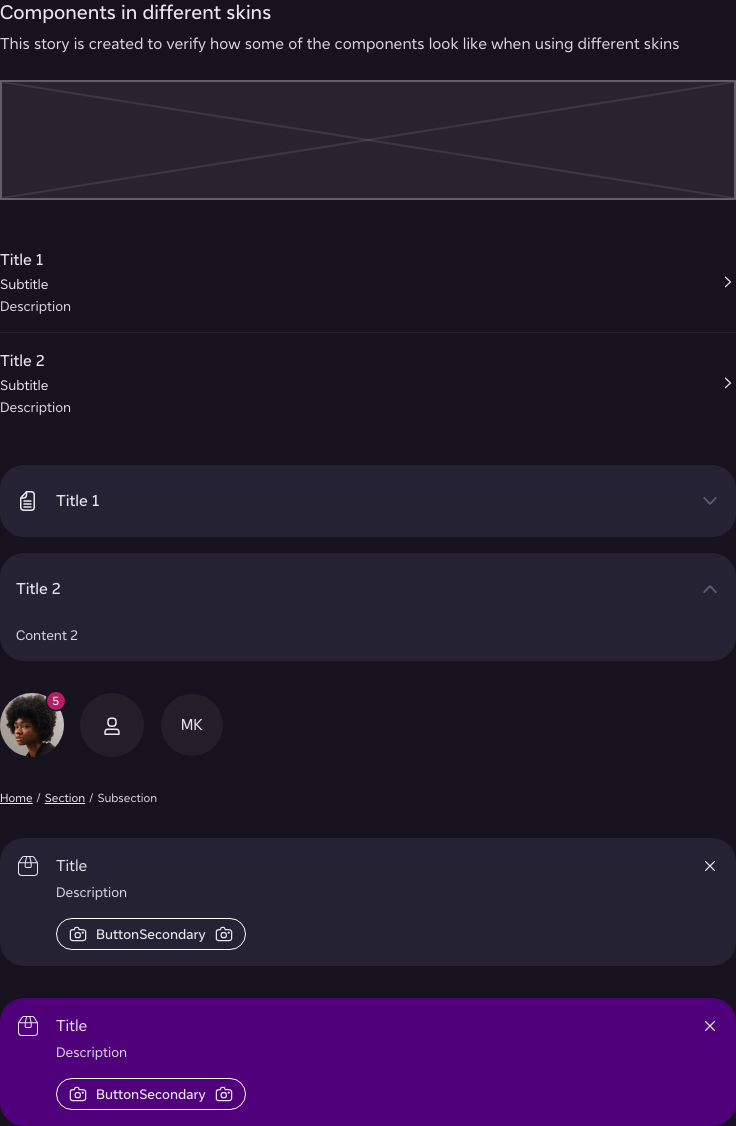 Components in different skins
This story is created to verify how some of the components look like when using different skins
Title 1
Subtitle
Description
Title 2
Subtitle
Description
Title 1
Title 2
Content 2
5
MK
Home / Section / Subsection
Title
Description
ButtonSecondary
Title
Description
ButtonSecondary